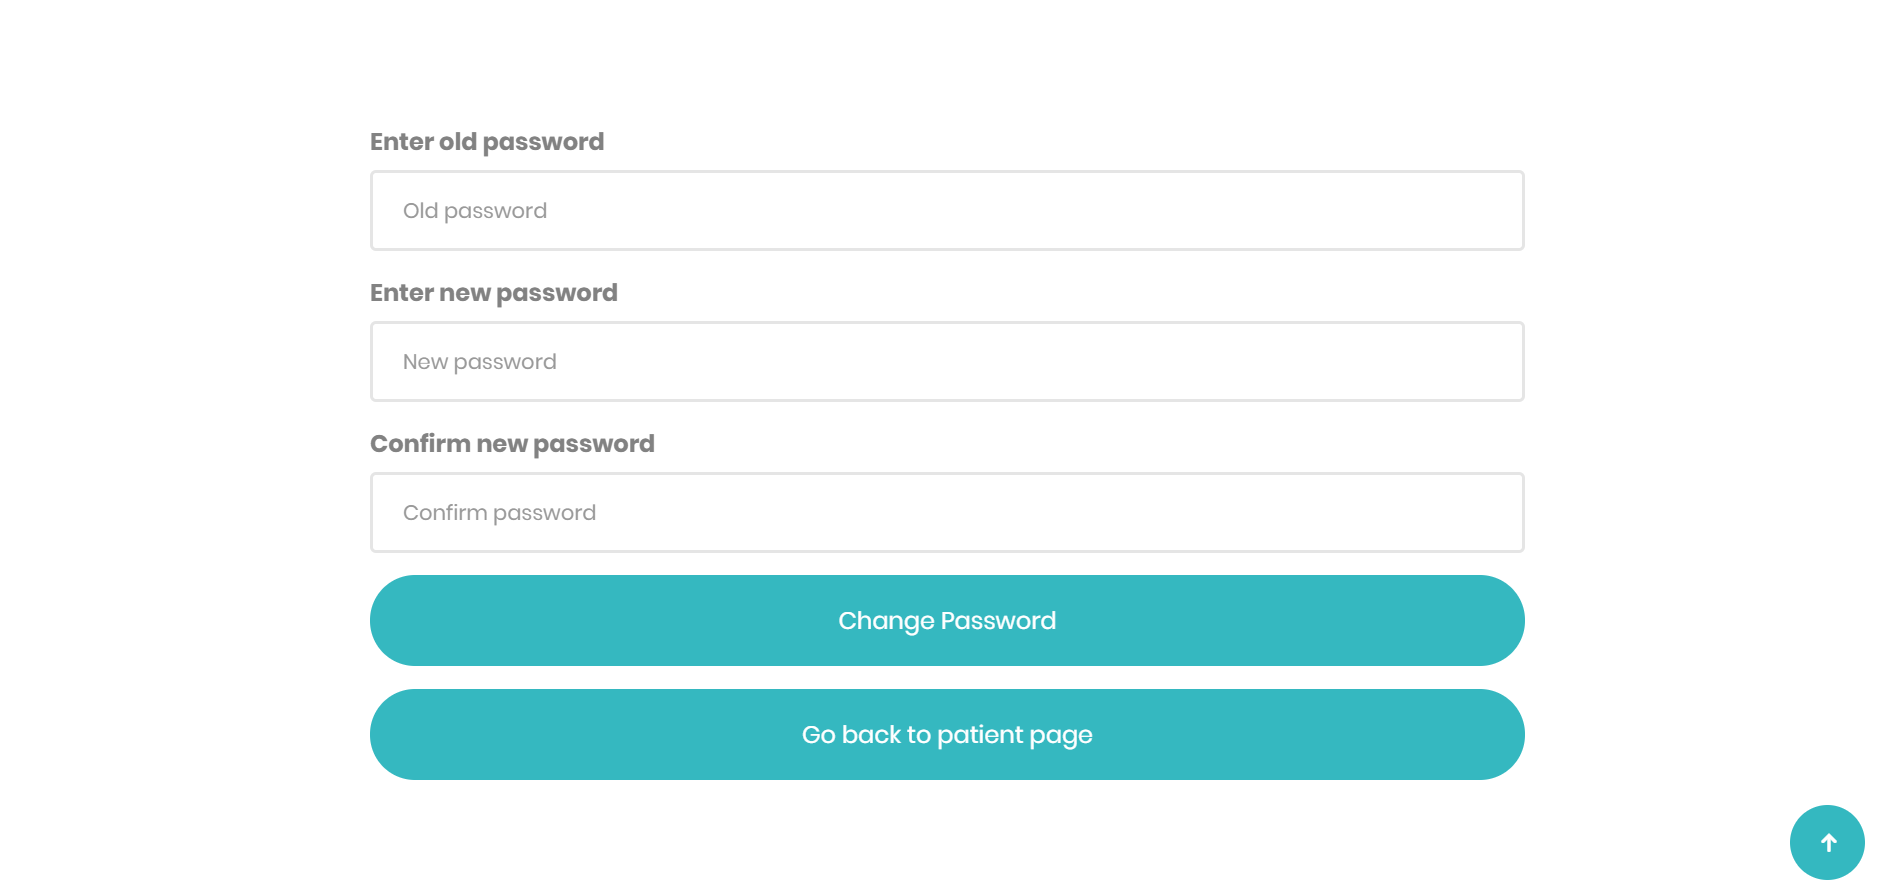 Enter old password
Old password
Enter new password
New password
Confirm new password
Confirm password
Change Password
Go back to patient page